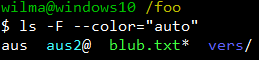 wilma@windows10 /foo
$ ls -F --color="auto"
aus  aus2@  blub.txt*  vers/